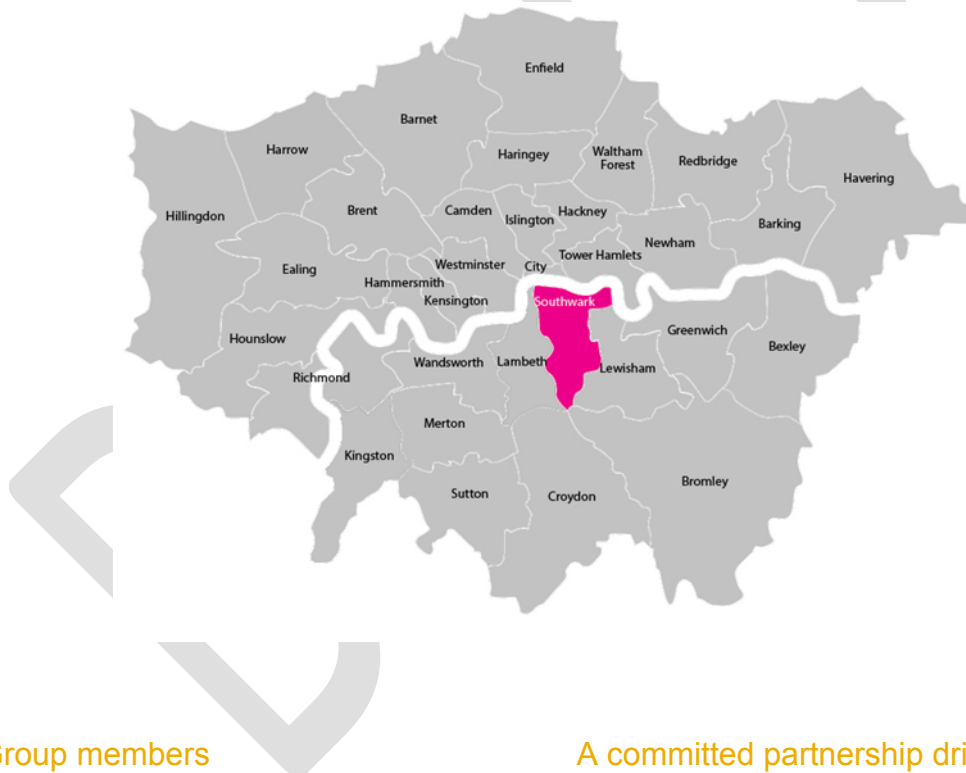 Enfield
Barnet
Harrow
Haringey
Waltham
Forest
Redbridge
Havering
Hillingdon
Brent
Camden
Islington
Hackney
Barking
Newham
Tower Hamlets
Westminster
City
Ealing
Hammersmith
Kensington
Southwark
Hounslow
Greenwich
Bexley
Wandsworth
Lambeth
Lewisham
Richmond
Merton
Kingston
Sutton
Croydon
Bromley
Group members
A committed partnership dri